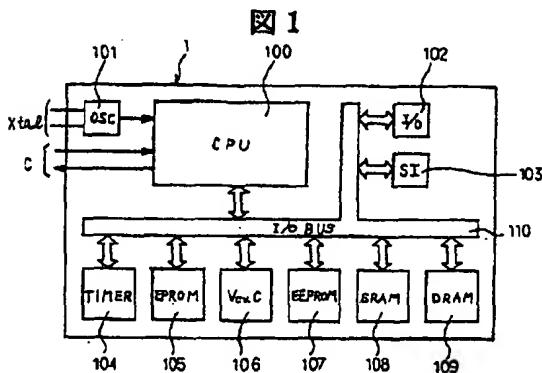 図1
101
1
100
102
Xtal
OSC
I/O
CPU
C
SI
103
I/O BUS
110
TIMER
EPROM
VcxC
EEPROM
SRAM
DRAM
104
105
106
107
108
109